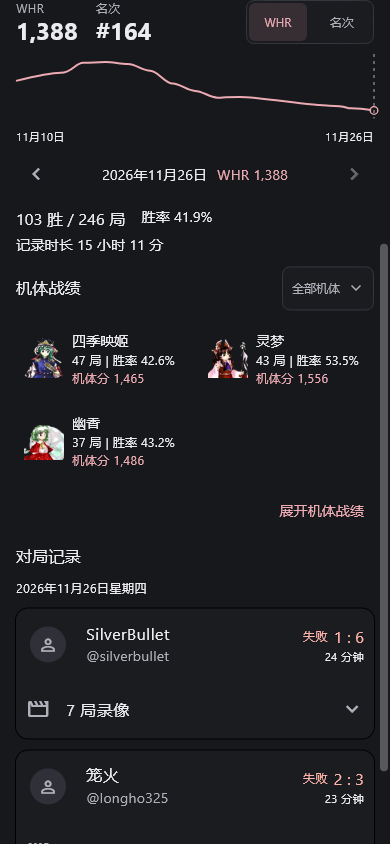 WHR 名次
1,388 #164
WHR 名次
11月10日 11月26日
2026年11月26日 WHR 1,388
103 胜 / 246 局 胜率 41.9%
记录时长 15 小时 11 分
机体战绩 全部机体
四季映姬
47 局 | 胜率 42.6%
机体分 1,465
灵梦
43 局 | 胜率 53.5%
机体分 1,556
幽香
37 局 | 胜率 43.2%
机体分 1,486
展开机体战绩
对局记录
2026年11月26日星期四
SilverBullet
@silverbullet
失败 1 : 6
24 分钟
7 局录像
笼火
@longho325
失败 2 : 3
23 分钟